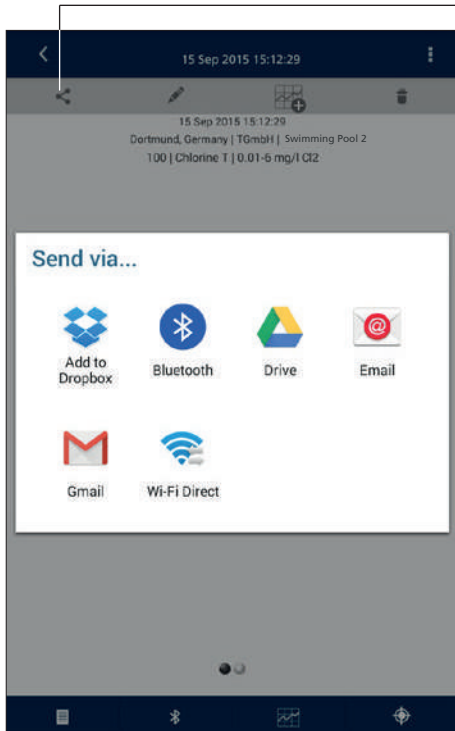 15 Sep 2015 15:12:29
15 Sep 2015 15:12:29
Dortmund, Germany | TGmbH | Swimming Pool 2
100 | Chlorine T | 0.01-6 mg/l Cl2
Send via...
Add to
Dropbox
Bluetooth
Drive
Email
Gmail
Wi-Fi Direct